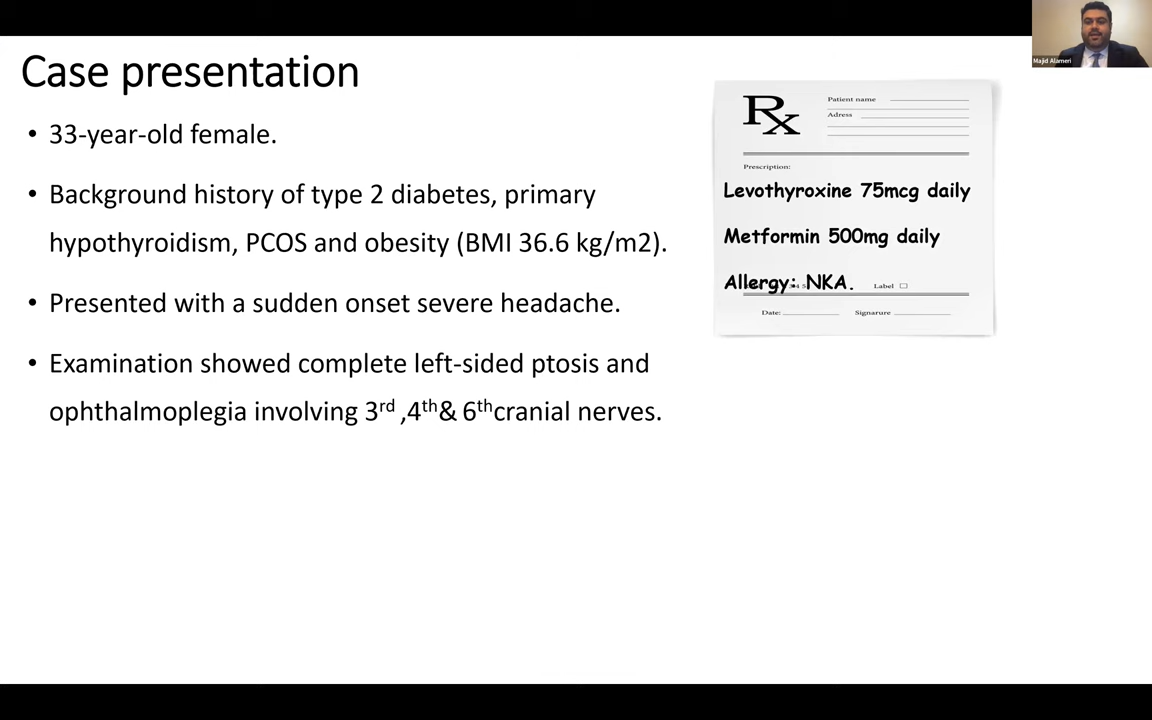 Case presentation
• 33-year-old female.
• Background history of type 2 diabetes, primary
hypothyroidism, PCOS and obesity (BMI 36.6 kg/m2).
• Presented with a sudden onset severe headache.
• Examination showed complete left-sided ptosis and
ophthalmoplegia involving 3rd ,4th& 6thcranial nerves.
Rx
Patient name
Adress
Prescription:
Levothyroxine 75mcg daily
Metformin 500mg daily
Allergy: NKA.
Label
Date:
Signarure
Majid Alameri